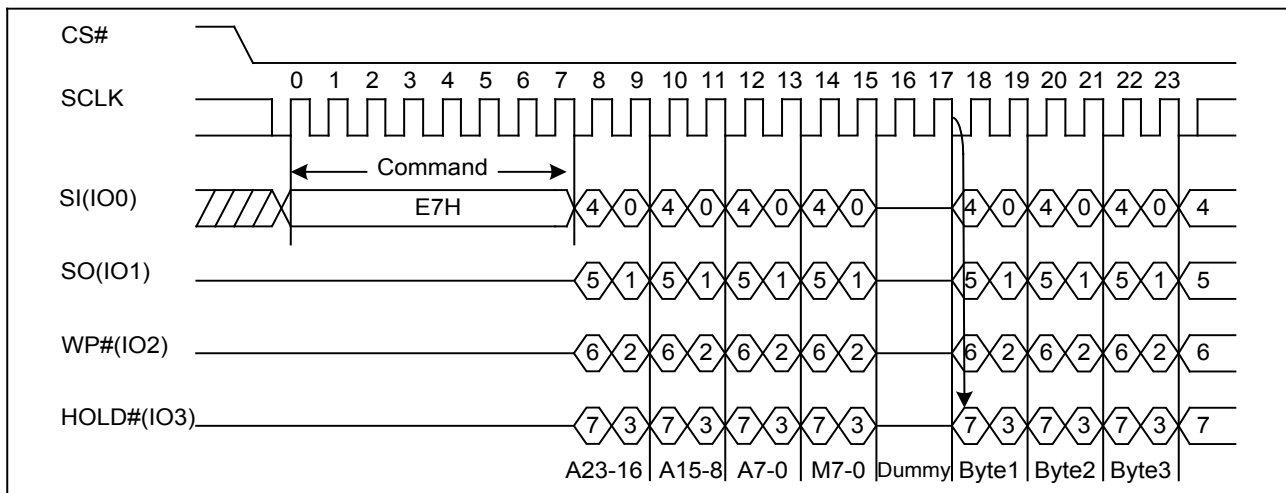 CS#
0 1 2 3 4 5 6 7 8 9 10 11 12 13 14 15 16 17 18 19 20 21 22 23
SCLK
Command
SI(IO0) E7H 4 0 4 0 4 0 4 0 4 0 4 0 4 0 4
SO(IO1) 5 1 5 1 5 1 5 1 5 1 5 1 5 1 5
WP#(IO2) 6 2 6 2 6 2 6 2 6 2 6 2 6 2 6
HOLD#(IO3) 7 3 7 3 7 3 7 3 7 3 7 3 7 3 7
A23-16 A15-8 A7-0 M7-0 Dummy Byte1 Byte2 Byte3